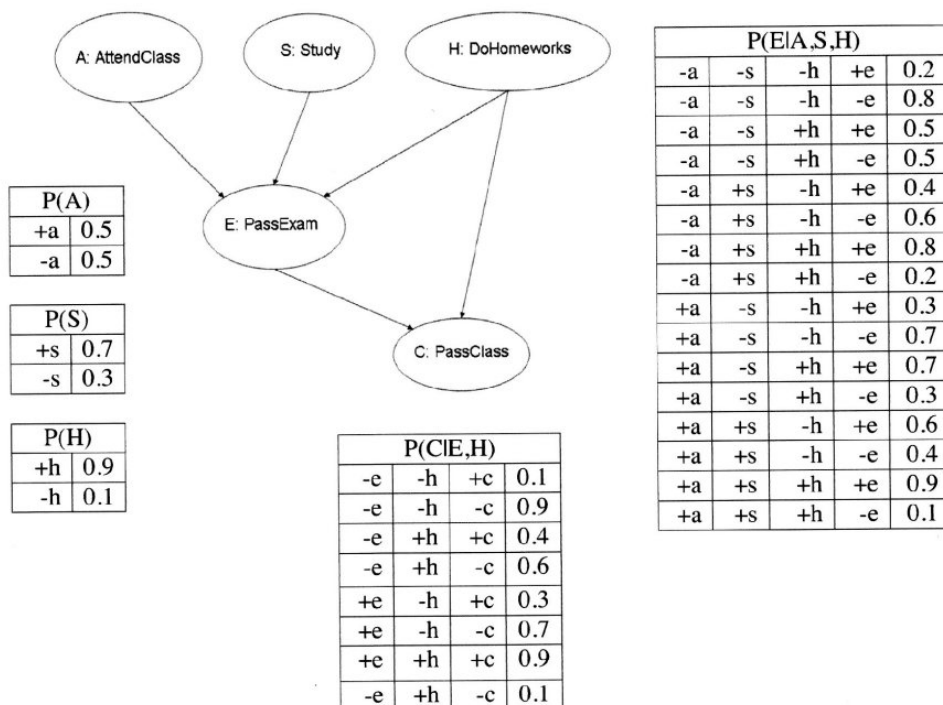 A: AttendClass
S: Study
H: DoHomeworks
E: PassExam
C: PassClass
P(A)
+a 0.5
-a 0.5
P(S)
+s 0.7
-s 0.3
P(H)
+h 0.9
-h 0.1
P(C|E,H)
-e -h +c 0.1
-e -h -c 0.9
-e +h +c 0.4
-e +h -c 0.6
+e -h +c 0.3
+e -h -c 0.7
+e +h +c 0.9
-e +h -c 0.1
P(E|A,S,H)
-a -s -h +e 0.2
-a -s -h -e 0.8
-a -s +h +e 0.5
-a -s +h -e 0.5
-a +s -h +e 0.4
-a +s -h -e 0.6
-a +s +h +e 0.8
-a +s +h -e 0.2
+a -s -h +e 0.3
+a -s -h -e 0.7
+a -s +h +e 0.7
+a -s +h -e 0.3
+a +s -h +e 0.6
+a +s -h -e 0.4
+a +s +h +e 0.9
+a +s +h -e 0.1